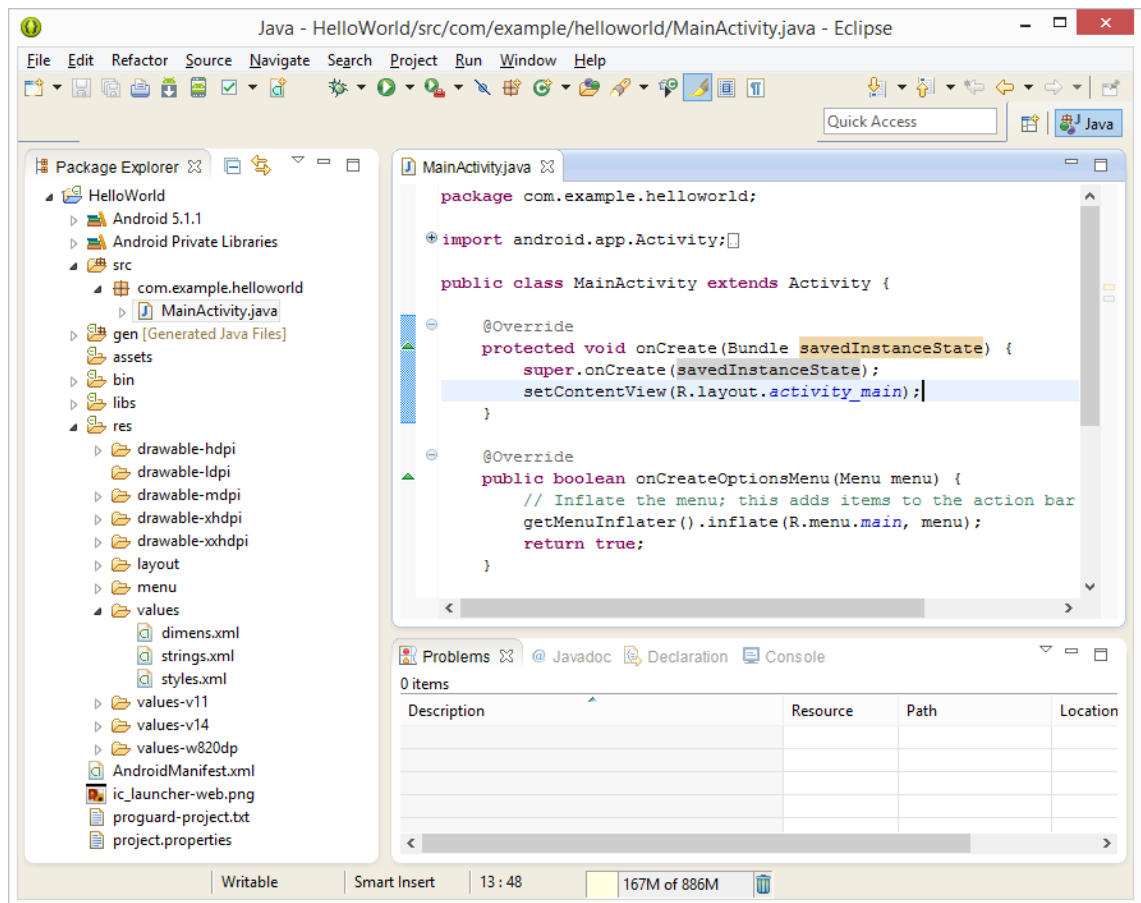 Java - HelloWorld/src/com/example/helloworld/MainActivity.java - Eclipse
File Edit Refactor Source Navigate Search Project Run Window Help
Quick Access
Java
Package Explorer
HelloWorld
Android 5.1.1
Android Private Libraries
src
com.example.helloworld
MainActivity.java
gen [Generated Java Files]
assets
bin
libs
res
drawable-hdpi
drawable-ldpi
drawable-mdpi
drawable-xhdpi
drawable-xxhdpi
layout
menu
values
dimens.xml
strings.xml
styles.xml
values-v11
values-v14
values-w820dp
AndroidManifest.xml
ic_launcher-web.png
proguard-project.txt
project.properties
MainActivity.java
package com.example.helloworld;
import android.app.Activity;
public class MainActivity extends Activity {
@Override
protected void onCreate(Bundle savedInstanceState) {
super.onCreate(savedInstanceState);
setContentView(R.layout.activity_main);
}
@Override
public boolean onCreateOptionsMenu(Menu menu) {
// Inflate the menu; this adds items to the action bar
getMenuInflater().inflate(R.menu.main, menu);
return true;
}
Problems @ Javadoc Declaration Console
0 items
Description Resource Path Location
Writable Smart Insert 13 : 48 167M of 886M